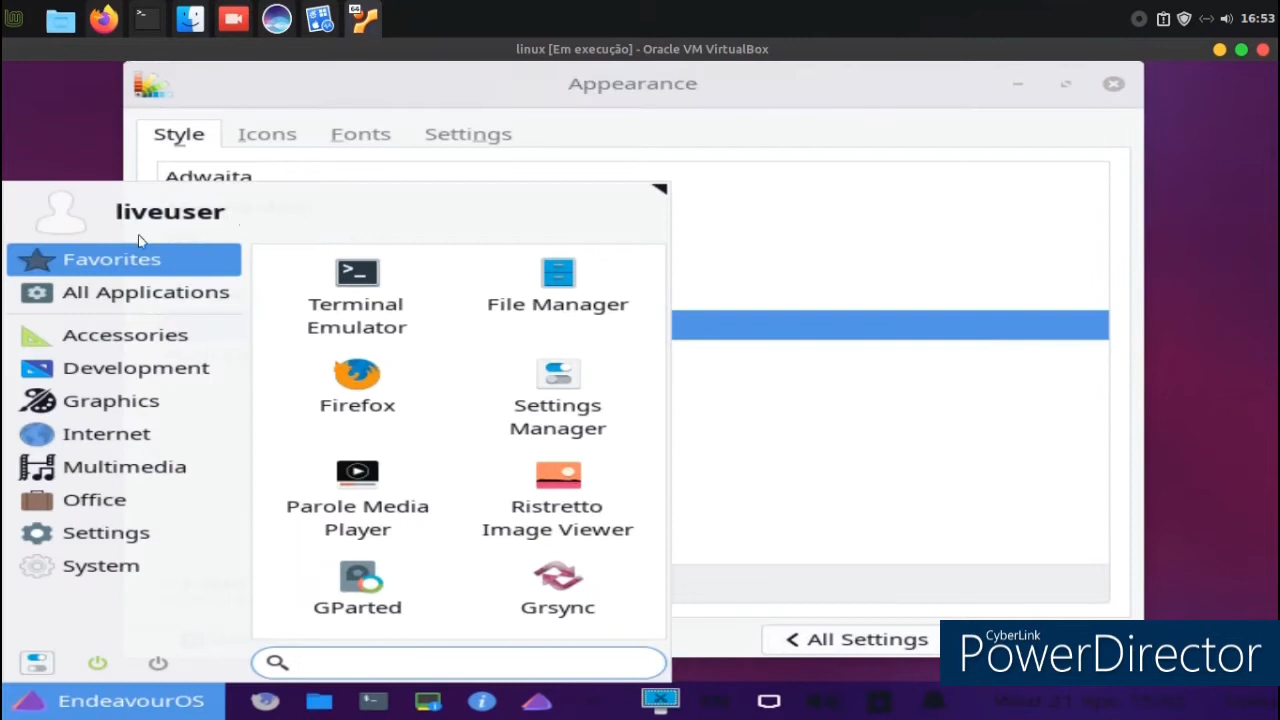 16:53
linux [Em execução] - Oracle VM VirtualBox
Appearance
Style
Icons
Fonts
Settings
Adwaita
liveuser
Favorites
All Applications
Accessories
Development
Graphics
Internet
Multimedia
Office
Settings
System
Terminal
Emulator
File Manager
Firefox
Settings
Manager
Parole Media
Player
Ristretto
Image Viewer
GParted
Grsync
All Settings
CyberLink
PowerDirector
EndeavourOS